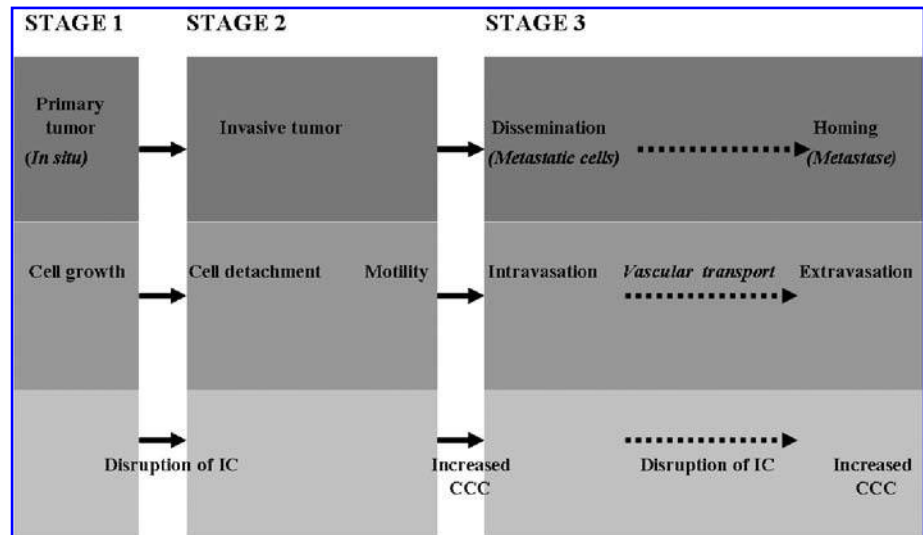 STAGE 1 STAGE 2 STAGE 3
Primary
tumor
(In situ)
Invasive tumor
Dissemination
(Metastatic cells)
Homing
(Metastase)
Cell growth
Cell detachment
Motility
Intravasation
Vascular transport
Extravasation
Disruption of IC
Increased
CCC
Disruption of IC
Increased
CCC